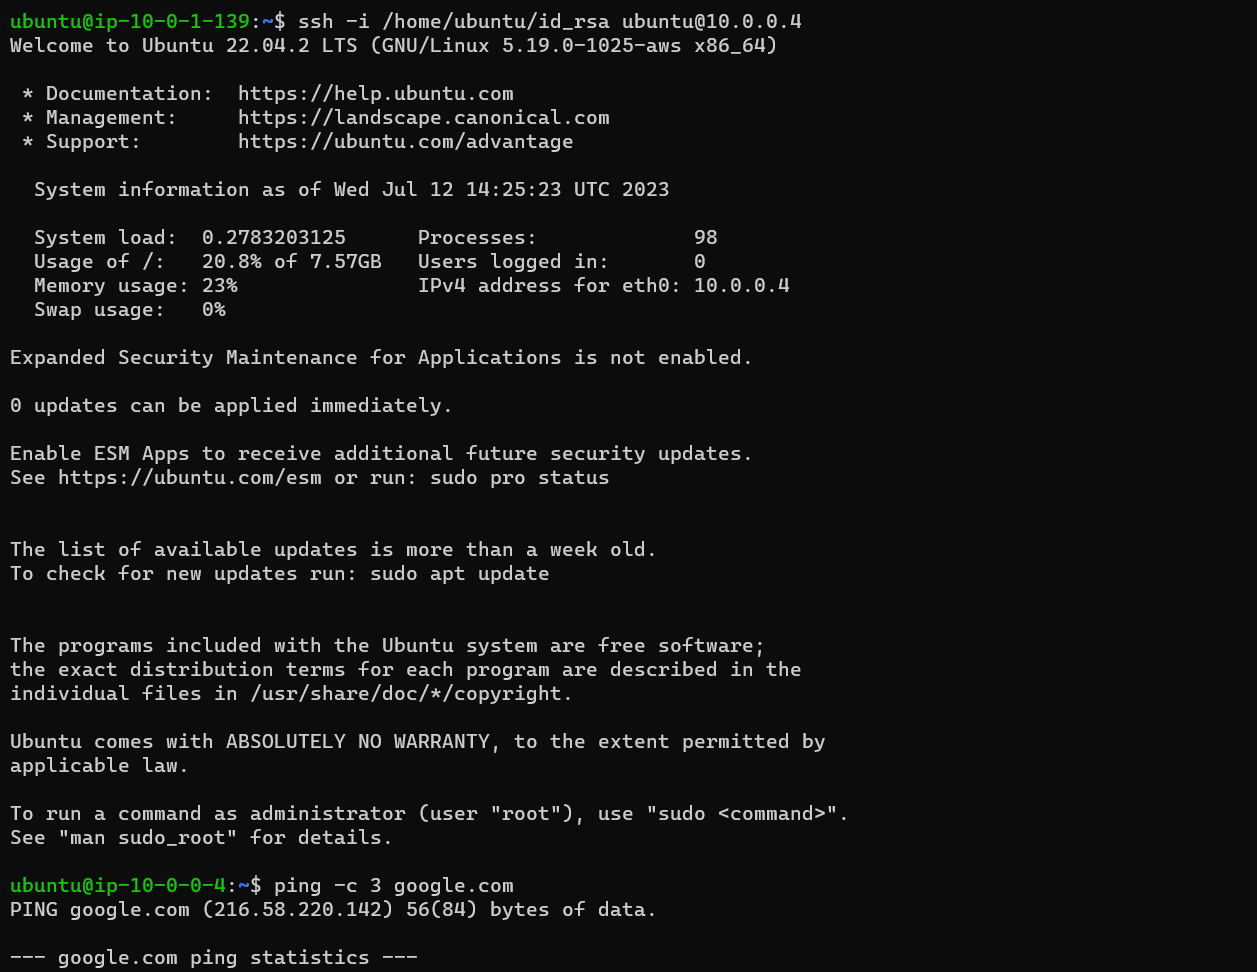 ubuntu@ip-10-0-1-139:~$ ssh -i /home/ubuntu/id_rsa ubuntu@10.0.0.4
Welcome to Ubuntu 22.04.2 LTS (GNU/Linux 5.19.0-1025-aws x86_64)

 * Documentation:  https://help.ubuntu.com
 * Management:     https://landscape.canonical.com
 * Support:        https://ubuntu.com/advantage

  System information as of Wed Jul 12 14:25:23 UTC 2023

  System load:  0.2783203125      Processes:             98
  Usage of /:   20.8% of 7.57GB   Users logged in:       0
  Memory usage: 23%               IPv4 address for eth0: 10.0.0.4
  Swap usage:   0%

Expanded Security Maintenance for Applications is not enabled.

0 updates can be applied immediately.

Enable ESM Apps to receive additional future security updates.
See https://ubuntu.com/esm or run: sudo pro status


The list of available updates is more than a week old.
To check for new updates run: sudo apt update


The programs included with the Ubuntu system are free software;
the exact distribution terms for each program are described in the
individual files in /usr/share/doc/*/copyright.

Ubuntu comes with ABSOLUTELY NO WARRANTY, to the extent permitted by
applicable law.

To run a command as administrator (user "root"), use "sudo <command>".
See "man sudo_root" for details.

ubuntu@ip-10-0-0-4:~$ ping -c 3 google.com
PING google.com (216.58.220.142) 56(84) bytes of data.

--- google.com ping statistics ---